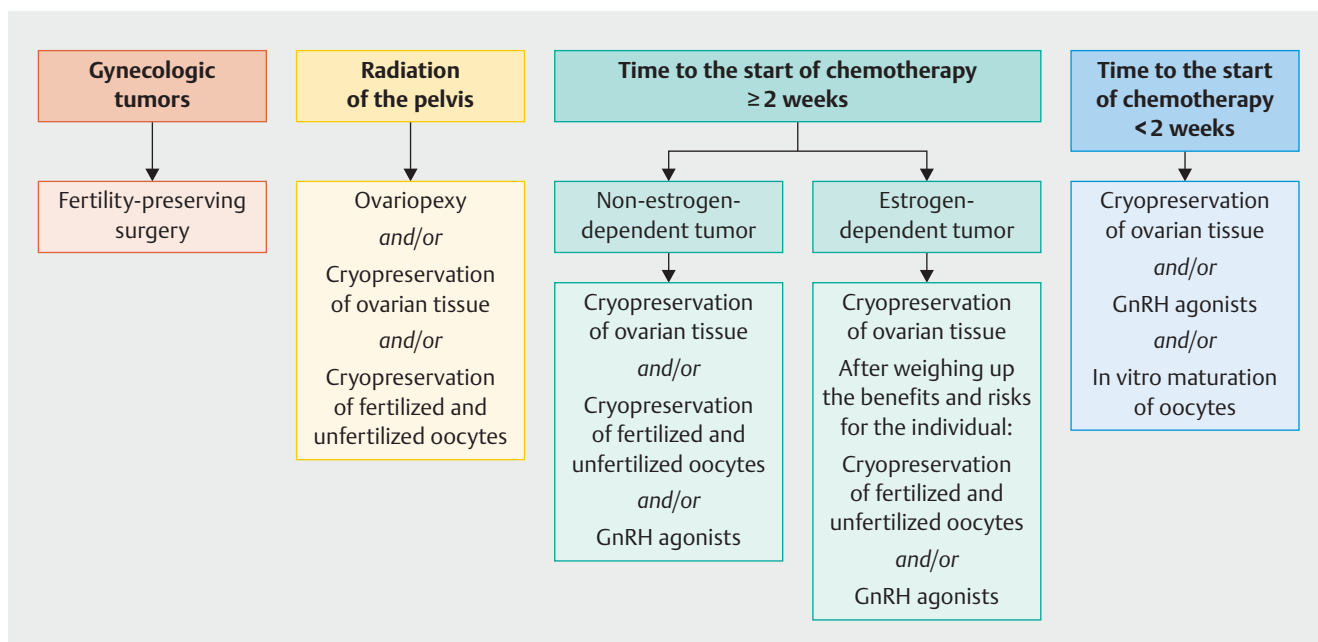 Gynecologic
tumors
Fertility-preserving
surgery
Radiation
of the pelvis
Ovariopexy
and/or
Cryopreservation
of ovarian tissue
and/or
Cryopreservation
of fertilized and
unfertilized oocytes
Time to the start of chemotherapy
≥ 2 weeks
Non-estrogen-
dependent tumor
Cryopreservation
of ovarian tissue
and/or
Cryopreservation
of fertilized and
unfertilized oocytes
and/or
GnRH agonists
Estrogen-
dependent tumor
Cryopreservation
of ovarian tissue
After weighing up
the benefits and risks
for the individual:
Cryopreservation
of fertilized and
unfertilized oocytes
and/or
GnRH agonists
Time to the start
of chemotherapy
< 2 weeks
Cryopreservation
of ovarian tissue
and/or
GnRH agonists
and/or
In vitro maturation
of oocytes